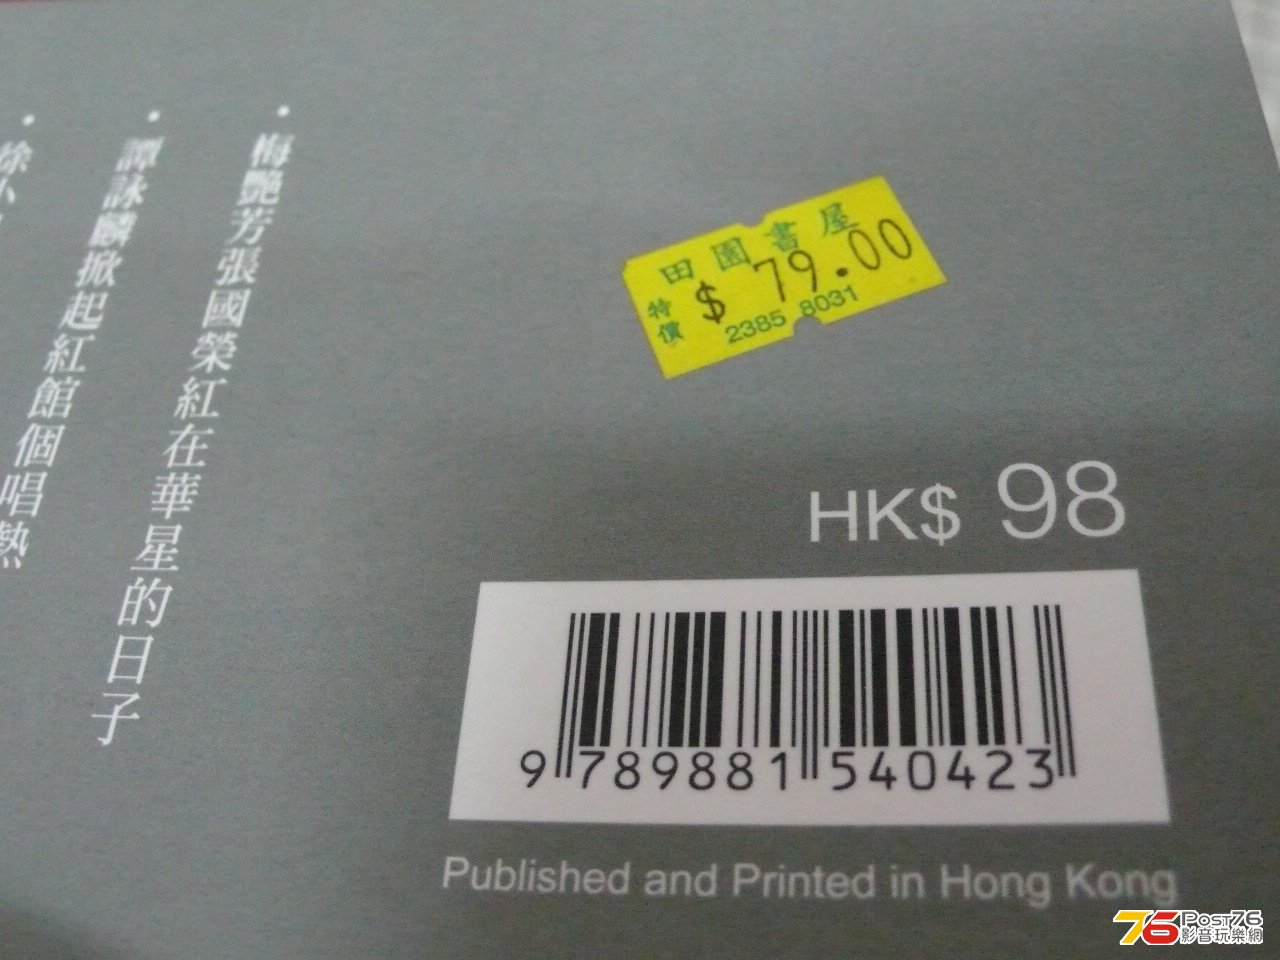 • 梅艷芳張國榮紅在華星的日子
• 譚詠麟掀起紅館個唱熱
• 徐小
田園書屋
特價 $ 79.00
2385 8031
HK$ 98
9 789881 540423
Published and Printed in Hong Kong
76 POST76
影音玩樂網